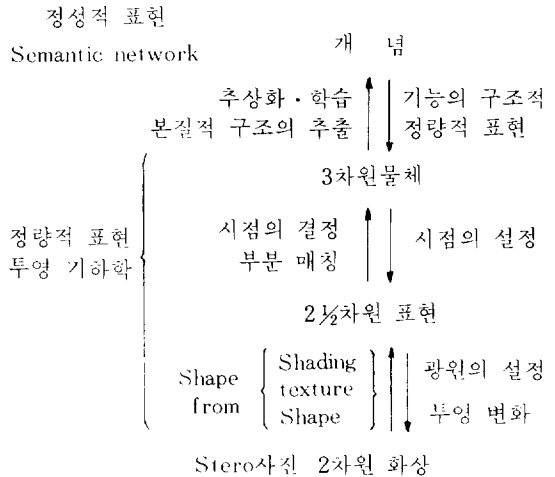 정성적 표현
Semantic network
개 념
추상화·학습
본질적 구조의 추출
기능의 구조적
정량적 표현
3차원물체
정량적 표현
투영 기하학
시점의 결정
부분 매칭
시점의 설정
2½차원 표현
Shape
from
Shading
texture
Shape
광원의 설정
투영 변화
Stero사진 2차원 화상